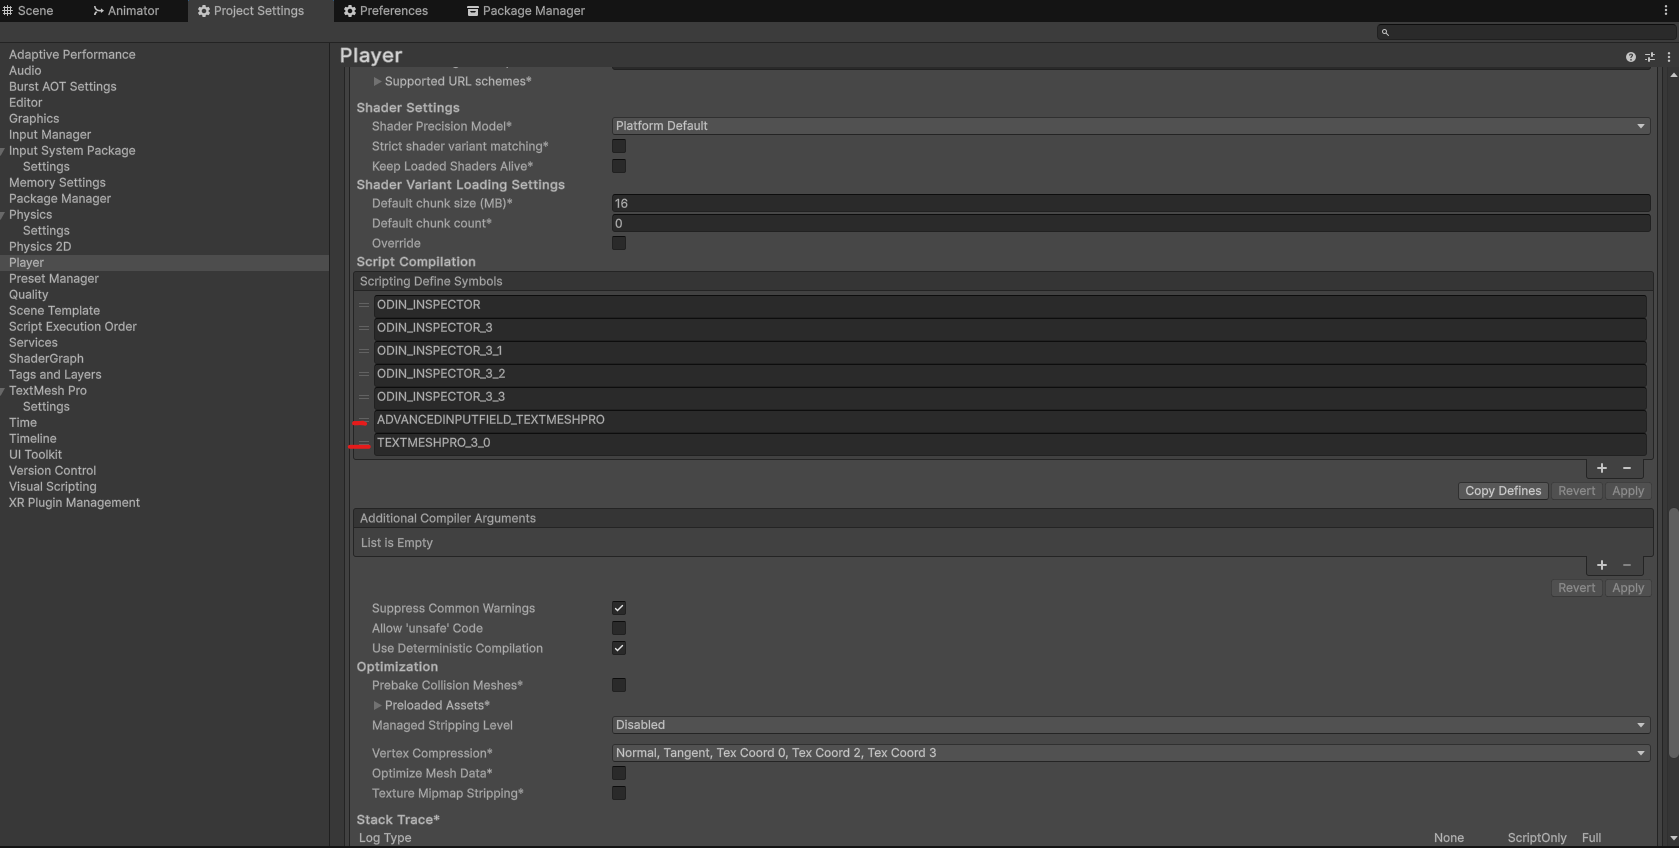 Scene
Animator
Project Settings
Preferences
Package Manager
Adaptive Performance
Audio
Burst AOT Settings
Editor
Graphics
Input Manager
Input System Package
Settings
Memory Settings
Package Manager
Physics
Settings
Physics 2D
Player
Preset Manager
Quality
Scene Template
Script Execution Order
Services
ShaderGraph
Tags and Layers
TextMesh Pro
Settings
Time
Timeline
UI Toolkit
Version Control
Visual Scripting
XR Plugin Management
Player
Supported URL schemes*
Shader Settings
Shader Precision Model* Platform Default
Strict shader variant matching*
Keep Loaded Shaders Alive*
Shader Variant Loading Settings
Default chunk size (MB)* 16
Default chunk count* 0
Override
Script Compilation
Scripting Define Symbols
ODIN_INSPECTOR
ODIN_INSPECTOR_3
ODIN_INSPECTOR_3_1
ODIN_INSPECTOR_3_2
ODIN_INSPECTOR_3_3
ADVANCEDINPUTFIELD_TEXTMESHPRO
TEXTMESHPRO_3_0
+ −
Copy Defines Revert Apply
Additional Compiler Arguments
List is Empty
+ −
Revert Apply
Suppress Common Warnings
Allow 'unsafe' Code
Use Deterministic Compilation
Optimization
Prebake Collision Meshes*
Preloaded Assets*
Managed Stripping Level Disabled
Vertex Compression* Normal, Tangent, Tex Coord 0, Tex Coord 2, Tex Coord 3
Optimize Mesh Data*
Texture Mipmap Stripping*
Stack Trace*
Log Type None ScriptOnly Full